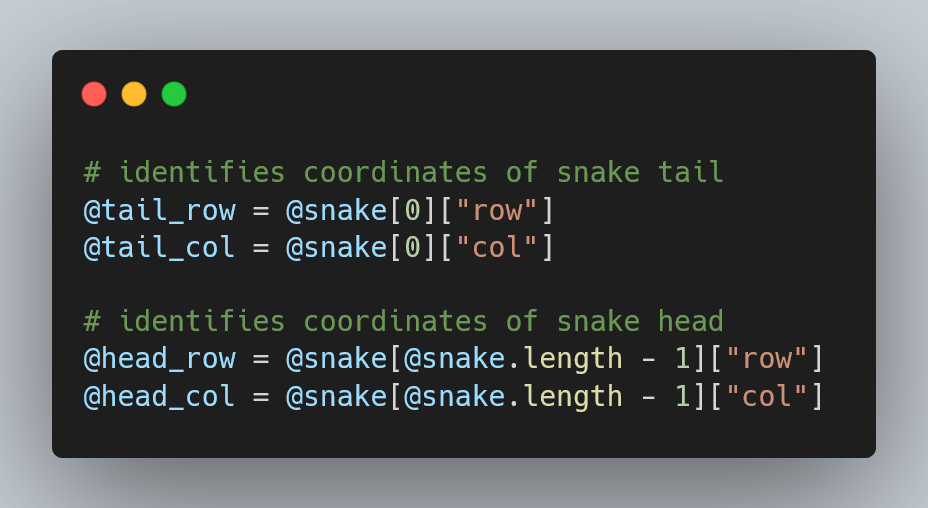 # identifies coordinates of snake tail
@tail_row = @snake[0]["row"]
@tail_col = @snake[0]["col"]
# identifies coordinates of snake head
@head_row = @snake[@snake.length - 1]["row"]
@head_col = @snake[@snake.length - 1]["col"]